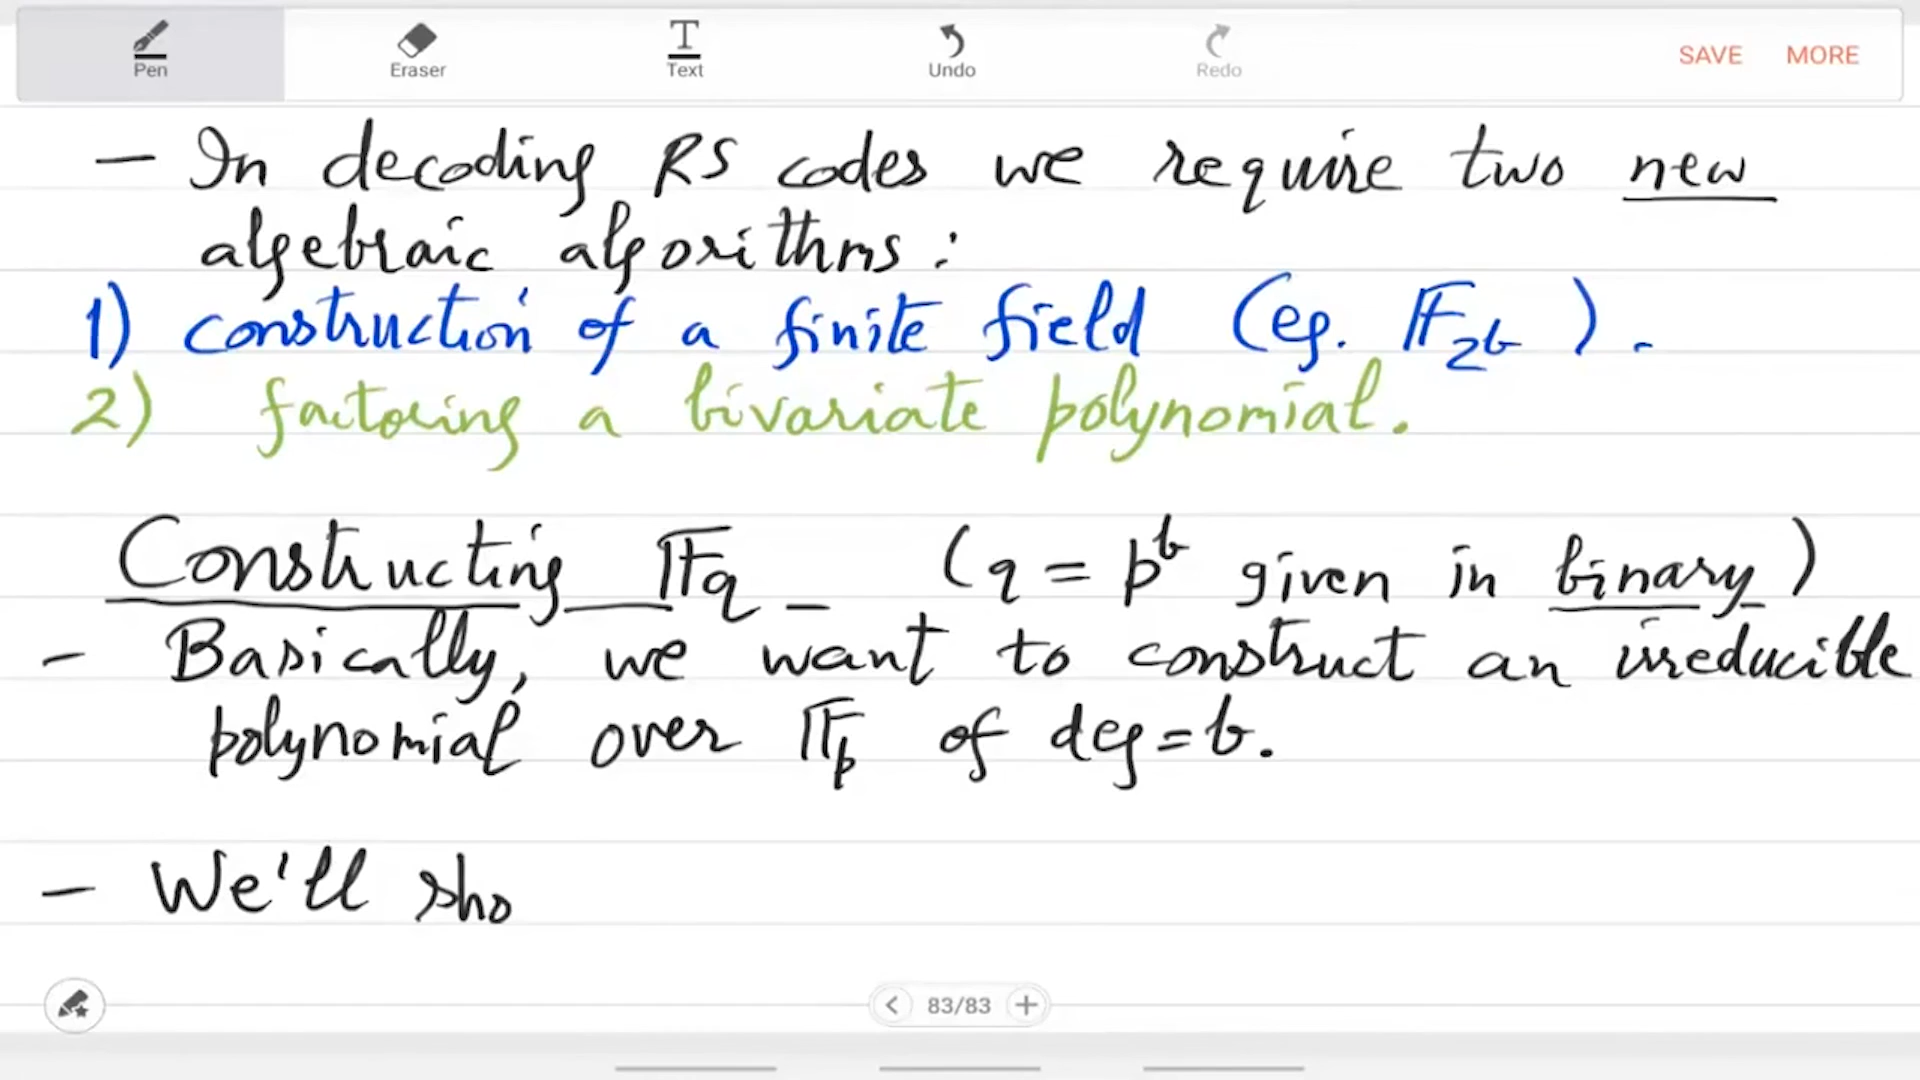 Pen Eraser Text Undo Redo SAVE MORE
— In decoding RS codes we require two new
algebraic algorithms:
1) construction of a finite field (eg. 𝔽₂ᵇ).
2) factoring a bivariate polynomial.
Constructing 𝔽q – (q = pᵇ given in binary)
- Basically, we want to construct an irreducible
polynomial over 𝔽p of deg=b.
- We'll sho
83/83